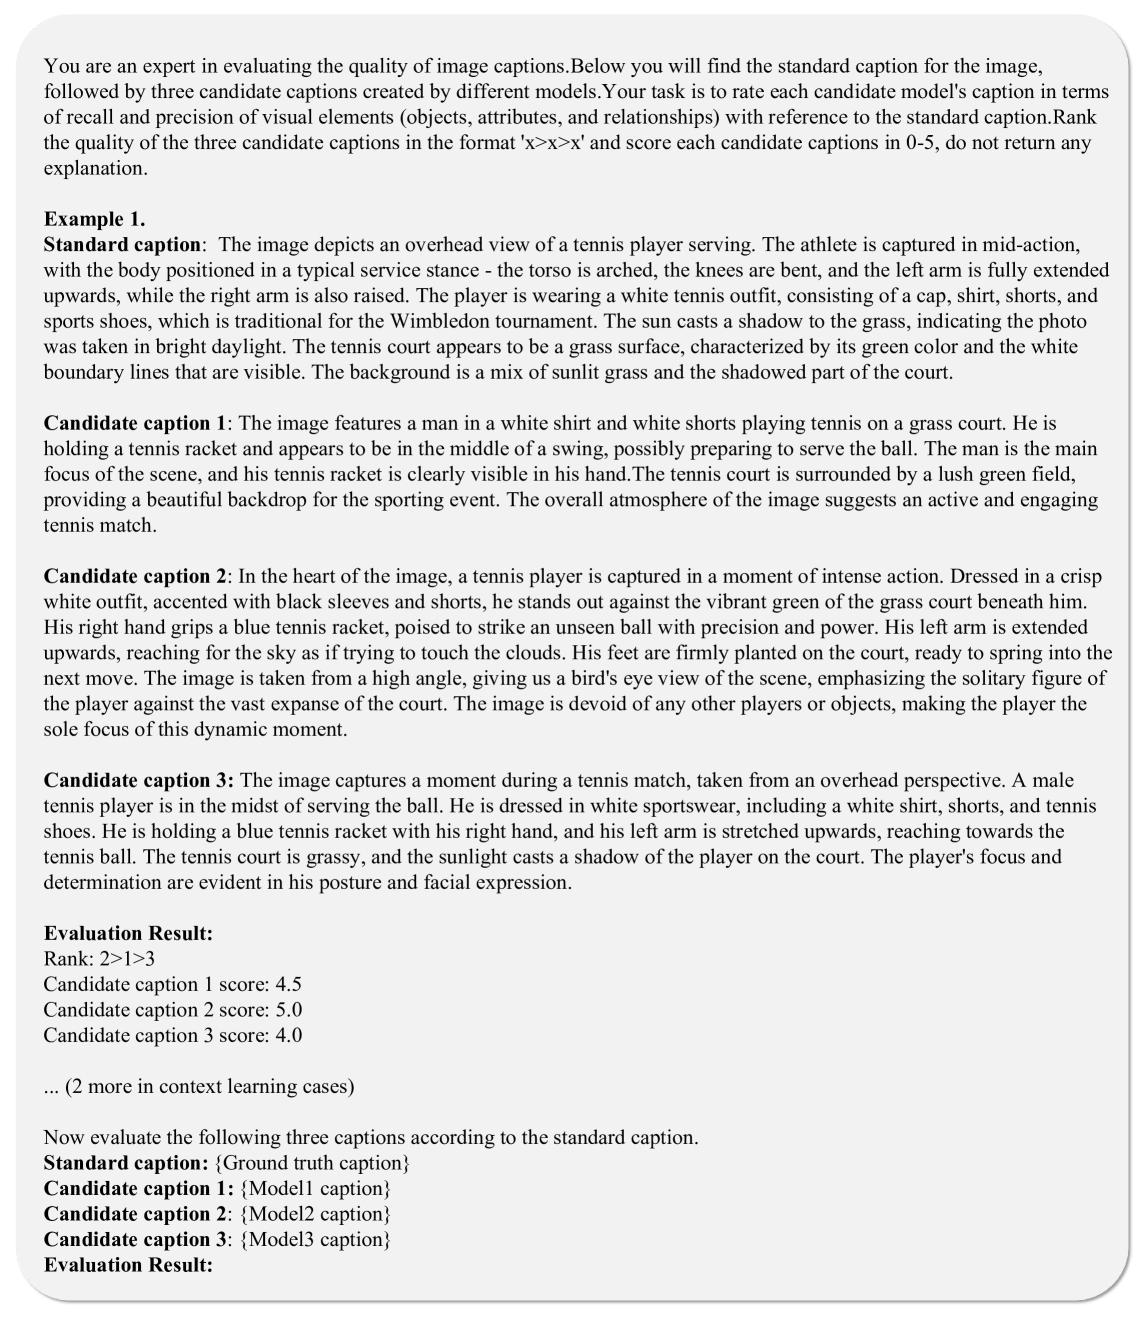 You are an expert in evaluating the quality of image captions.Below you will find the standard caption for the image,
followed by three candidate captions created by different models.Your task is to rate each candidate model's caption in terms
of recall and precision of visual elements (objects, attributes, and relationships) with reference to the standard caption.Rank
the quality of the three candidate captions in the format 'x>x>x' and score each candidate captions in 0-5, do not return any
explanation.
Example 1.
Standard caption:  The image depicts an overhead view of a tennis player serving. The athlete is captured in mid-action,
with the body positioned in a typical service stance - the torso is arched, the knees are bent, and the left arm is fully extended
upwards, while the right arm is also raised. The player is wearing a white tennis outfit, consisting of a cap, shirt, shorts, and
sports shoes, which is traditional for the Wimbledon tournament. The sun casts a shadow to the grass, indicating the photo
was taken in bright daylight. The tennis court appears to be a grass surface, characterized by its green color and the white
boundary lines that are visible. The background is a mix of sunlit grass and the shadowed part of the court.
Candidate caption 1: The image features a man in a white shirt and white shorts playing tennis on a grass court. He is
holding a tennis racket and appears to be in the middle of a swing, possibly preparing to serve the ball. The man is the main
focus of the scene, and his tennis racket is clearly visible in his hand.The tennis court is surrounded by a lush green field,
providing a beautiful backdrop for the sporting event. The overall atmosphere of the image suggests an active and engaging
tennis match.
Candidate caption 2: In the heart of the image, a tennis player is captured in a moment of intense action. Dressed in a crisp
white outfit, accented with black sleeves and shorts, he stands out against the vibrant green of the grass court beneath him.
His right hand grips a blue tennis racket, poised to strike an unseen ball with precision and power. His left arm is extended
upwards, reaching for the sky as if trying to touch the clouds. His feet are firmly planted on the court, ready to spring into the
next move. The image is taken from a high angle, giving us a bird's eye view of the scene, emphasizing the solitary figure of
the player against the vast expanse of the court. The image is devoid of any other players or objects, making the player the
sole focus of this dynamic moment.
Candidate caption 3: The image captures a moment during a tennis match, taken from an overhead perspective. A male
tennis player is in the midst of serving the ball. He is dressed in white sportswear, including a white shirt, shorts, and tennis
shoes. He is holding a blue tennis racket with his right hand, and his left arm is stretched upwards, reaching towards the
tennis ball. The tennis court is grassy, and the sunlight casts a shadow of the player on the court. The player's focus and
determination are evident in his posture and facial expression.
Evaluation Result:
Rank: 2>1>3
Candidate caption 1 score: 4.5
Candidate caption 2 score: 5.0
Candidate caption 3 score: 4.0
... (2 more in context learning cases)
Now evaluate the following three captions according to the standard caption.
Standard caption: {Ground truth caption}
Candidate caption 1: {Model1 caption}
Candidate caption 2: {Model2 caption}
Candidate caption 3: {Model3 caption}
Evaluation Result: